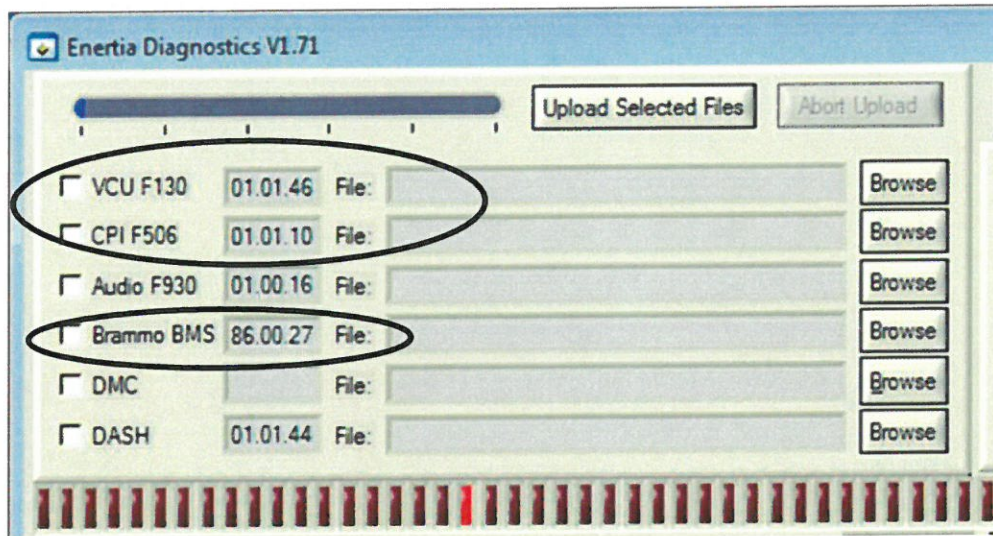 Enertia Diagnostics V1.71
Upload Selected Files Abort Upload
VCU F130 01.01.46 File: Browse
CPI F506 01.01.10 File: Browse
Audio F930 01.00.16 File: Browse
Brammo BMS 86.00.27 File: Browse
DMC File: Browse
DASH 01.01.44 File: Browse